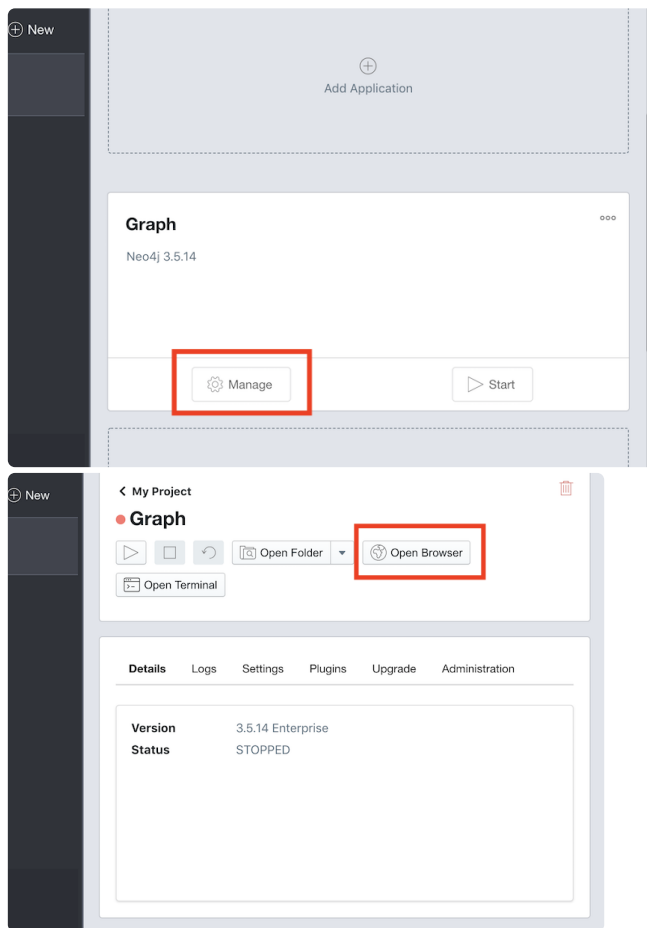 New
Add Application
Graph
Neo4j 3.5.14
Manage
Start
New
My Project
Graph
Open Folder
Open Browser
Open Terminal
Details Logs Settings Plugins Upgrade Administration
Version 3.5.14 Enterprise
Status STOPPED